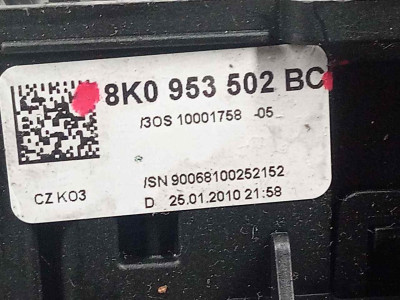 8K0 953 502 BC
/3OS 10001758 -05
CZ K03
/SN 90068100252152
D 25.01.2010 21:58